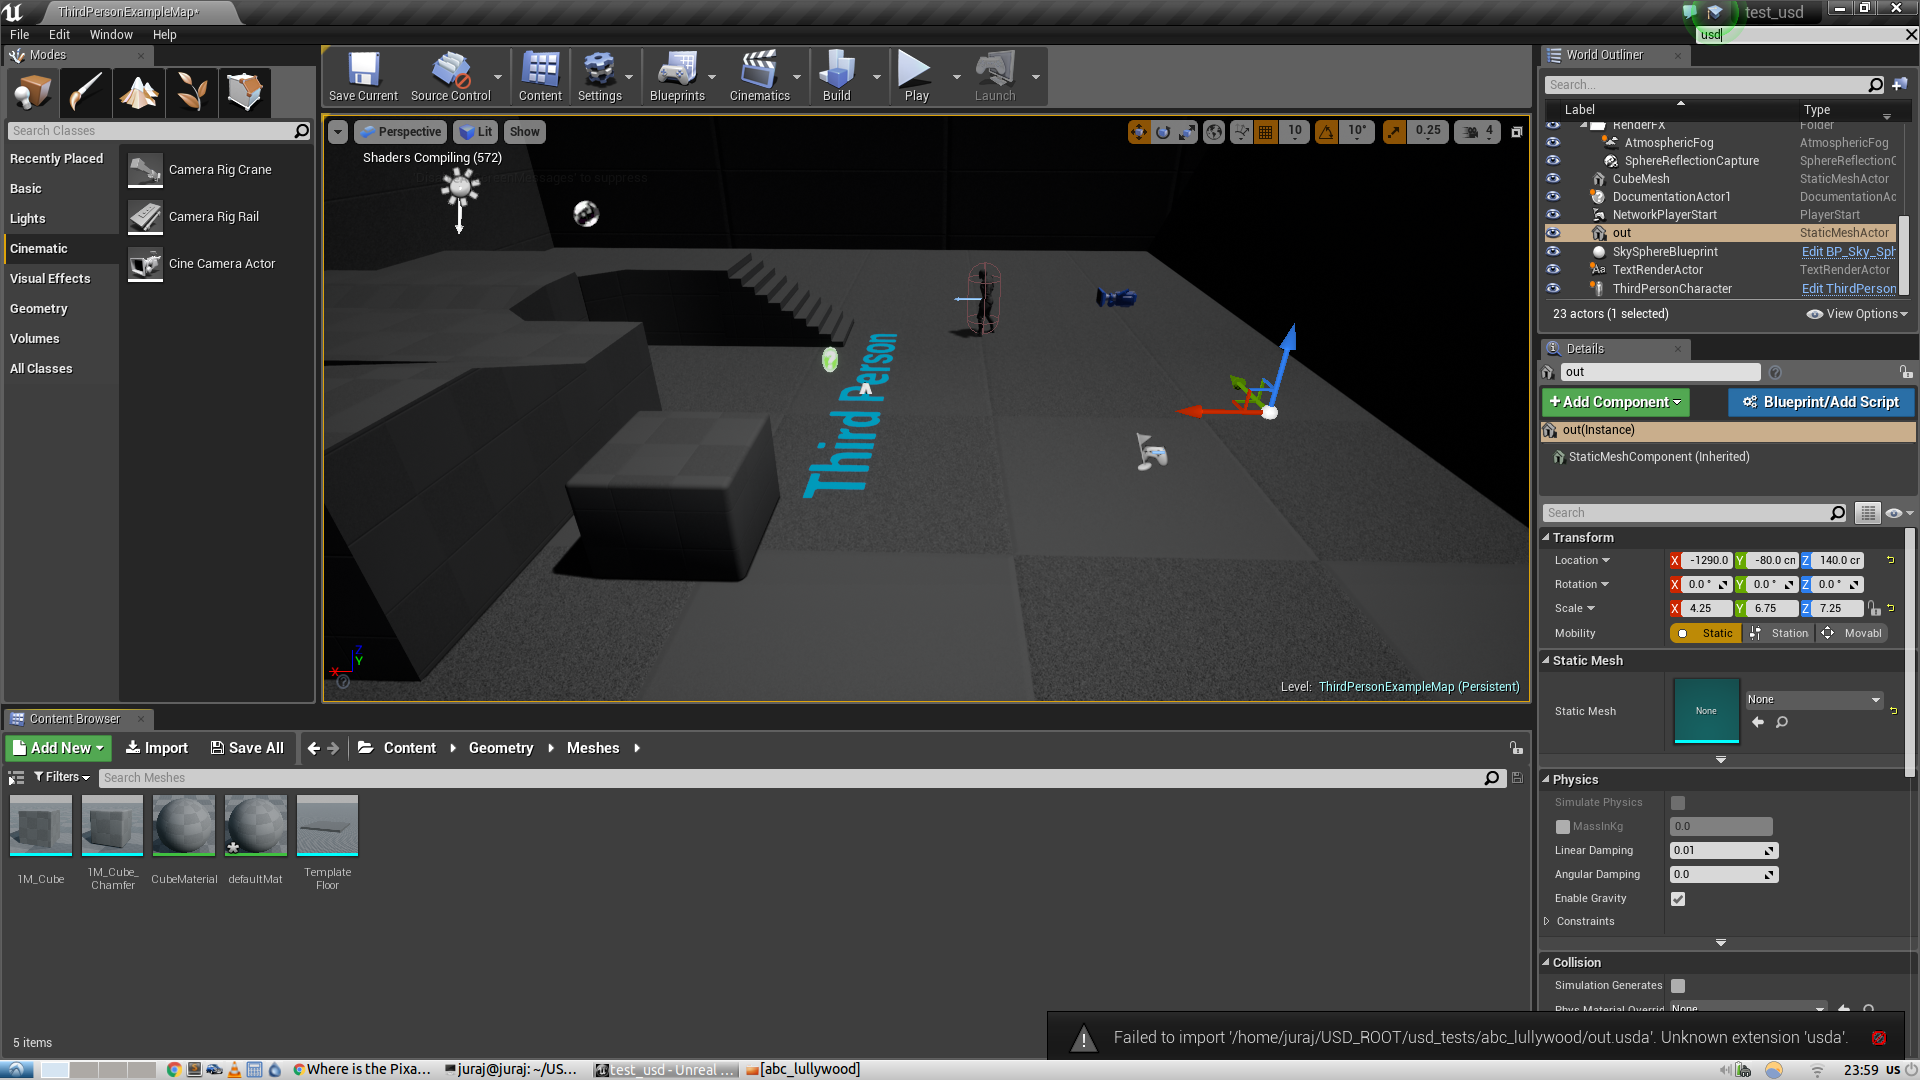 ThirdPersonExampleMap*
test_usd
File Edit Window Help
usd
Modes
Search Classes
Recently Placed
Basic
Lights
Cinematic
Visual Effects
Geometry
Volumes
All Classes
Camera Rig Crane
Camera Rig Rail
Cine Camera Actor
Save Current
Source Control
Content
Settings
Blueprints
Cinematics
Build
Play
Launch
Perspective
Lit
Show
10
10°
0.25
4
Shaders Compiling (572)
Third Person
X
Z
Y
Level: ThirdPersonExampleMap (Persistent)
World Outliner
Search...
Label Type
RenderFX Folder
AtmosphericFog AtmosphericFog
SphereReflectionCapture SphereReflectionC
CubeMesh StaticMeshActor
DocumentationActor1 DocumentationAc
NetworkPlayerStart PlayerStart
out StaticMeshActor
SkySphereBlueprint Edit BP_Sky_Sph
TextRenderActor TextRenderActor
ThirdPersonCharacter Edit ThirdPerson
23 actors (1 selected)
View Options
Details
out
+Add Component
Blueprint/Add Script
out(Instance)
StaticMeshComponent (Inherited)
Search
Transform
Location X -1290.0 Y -80.0 cn Z 140.0 cr
Rotation X 0.0 ° Y 0.0 ° Z 0.0 °
Scale X 4.25 Y 6.75 Z 7.25
Mobility Static Station Movabl
Static Mesh
Static Mesh
None
None
Physics
Simulate Physics
MassInKg 0.0
Linear Damping 0.01
Angular Damping 0.0
Enable Gravity
Constraints
Collision
Simulation Generates
Phys Material Overrid None
Content Browser
Add New
Import
Save All
Content
Geometry
Meshes
Filters
Search Meshes
1M_Cube
1M_Cube_
Chamfer
CubeMaterial
defaultMat
Template
Floor
5 items
Failed to import '/home/juraj/USD_ROOT/usd_tests/abc_lullywood/out.usda'. Unknown extension 'usda'.
Where is the Pixa...
juraj@juraj: ~/US...
test_usd - Unreal ...
[abc_lullywood]
23:59 us